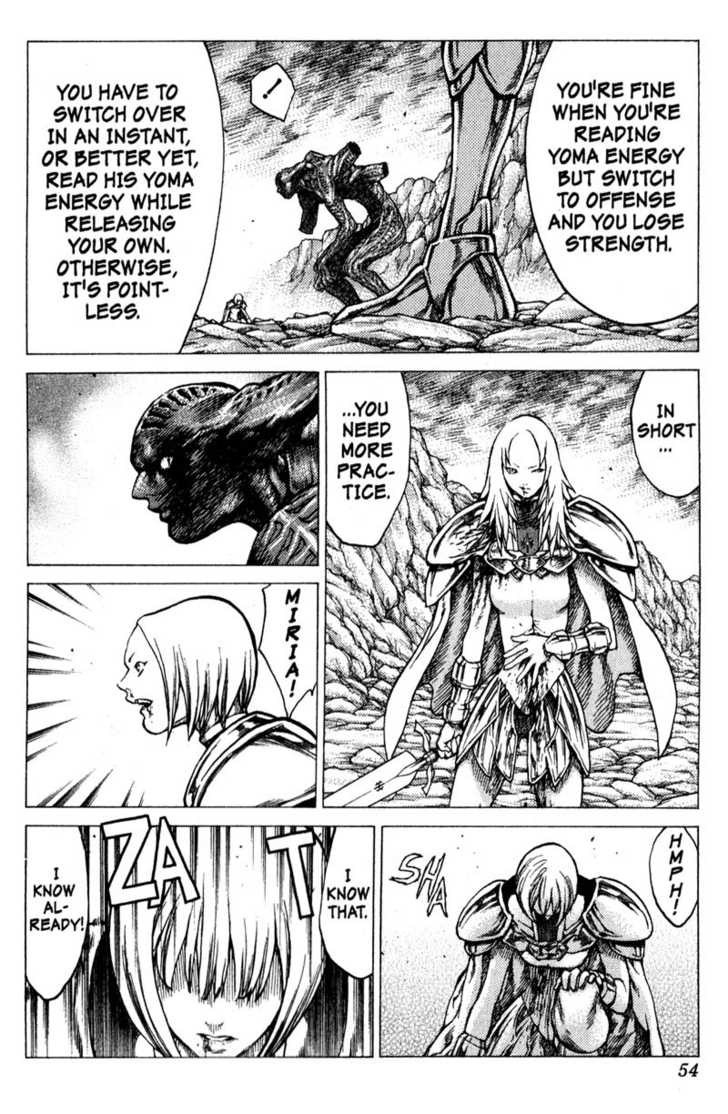 YOU HAVE TO
SWITCH OVER
IN AN INSTANT,
OR BETTER YET,
READ HIS YOMA
ENERGY WHILE
RELEASING
YOUR OWN.
OTHERWISE,
IT'S POINT-
LESS.
!
YOU'RE FINE
WHEN YOU'RE
READING
YOMA ENERGY
BUT SWITCH
TO OFFENSE
AND YOU LOSE
STRENGTH.
...YOU
NEED
MORE
PRAC-
TICE.
IN
SHORT
...
MIRIA!
I
KNOW
AL-
READY!
ZA
T
I
KNOW
THAT.
SHA
HMPH!
54